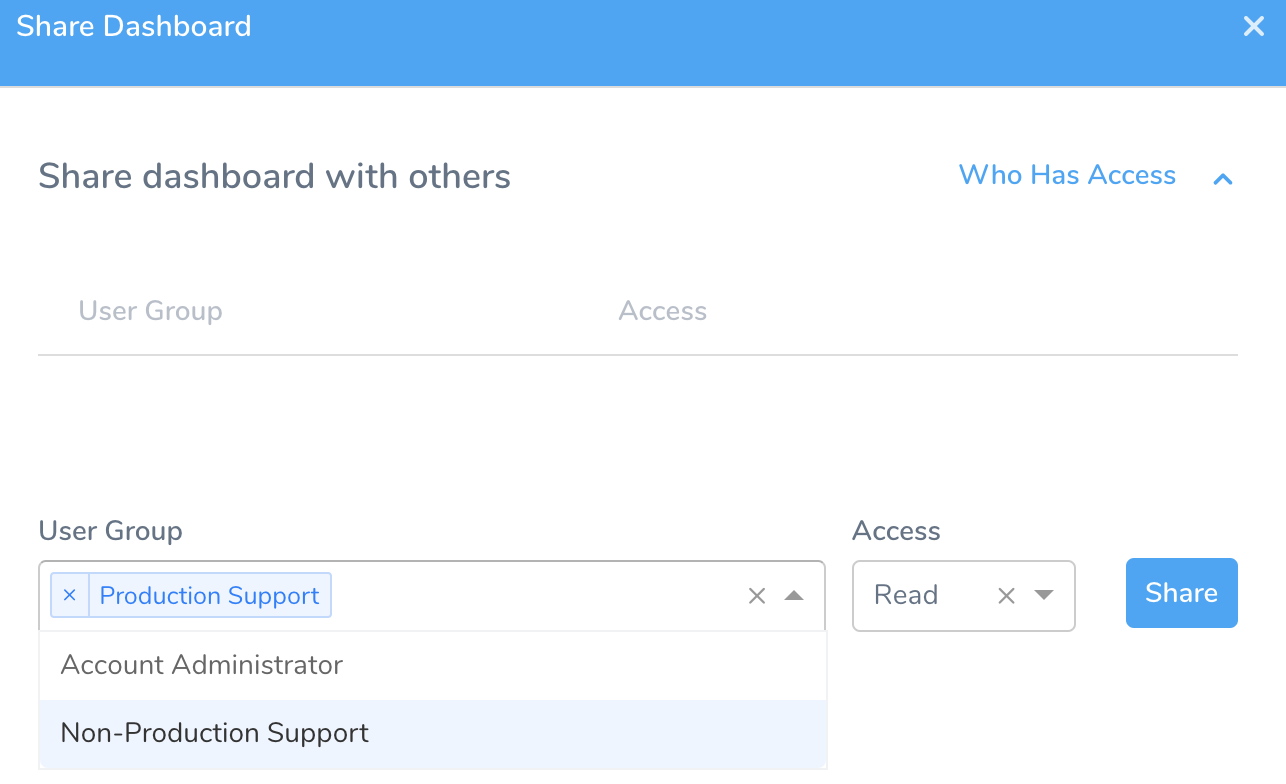 Share Dashboard
Share dashboard with others
Who Has Access
User Group
Access
User Group
Access
Production Support
Read
Share
Account Administrator
Non-Production Support